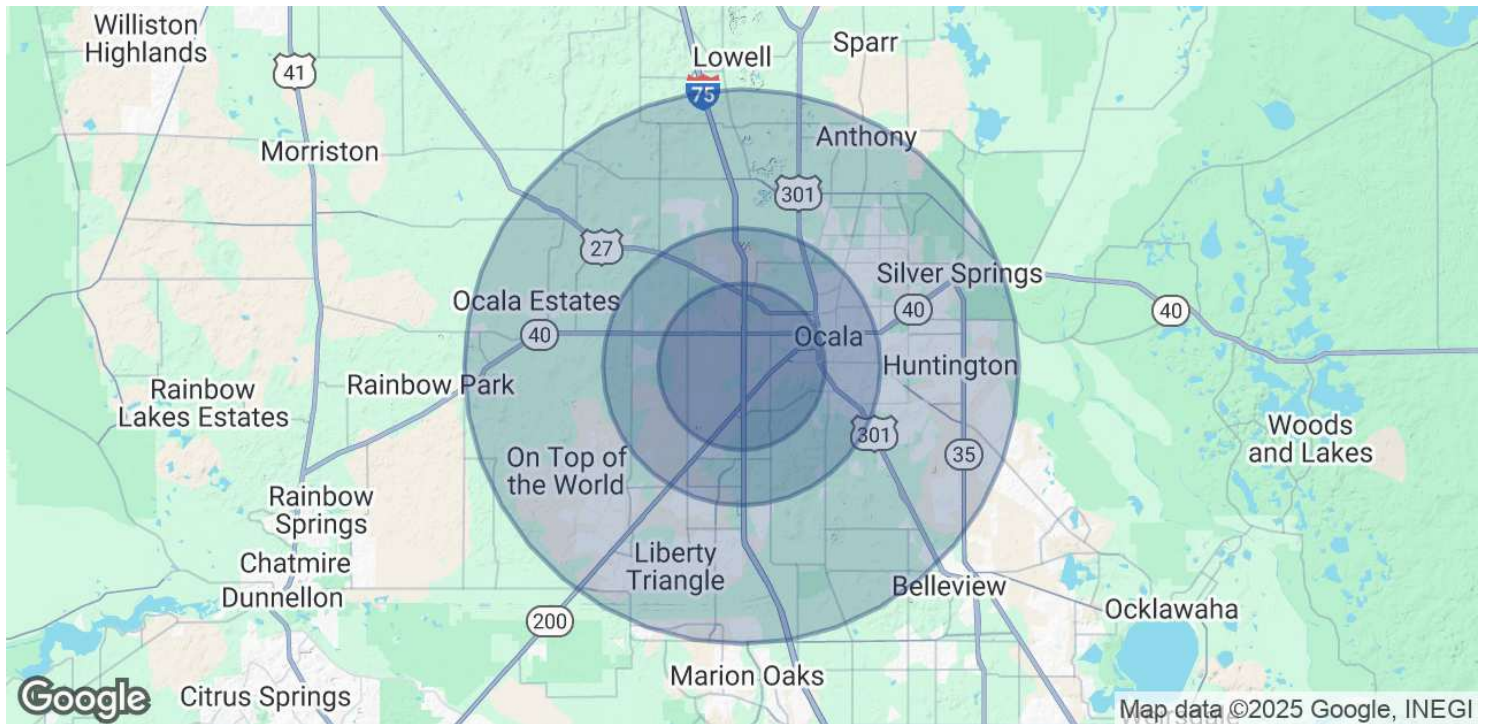 Williston
Highlands
Sparr
Lowell
41
75
Anthony
Morriston
301
27
Silver Springs
Ocala Estates
40
40
40
Ocala
Huntington
Rainbow Park
Rainbow
Lakes Estates
301
Woods
and Lakes
35
On Top of
the World
Rainbow
Springs
Liberty
Triangle
Chatmire
Dunnellon
Belleview
Ocklawaha
200
Marion Oaks
Citrus Springs
Google
Map data ©2025 Google, INEGI